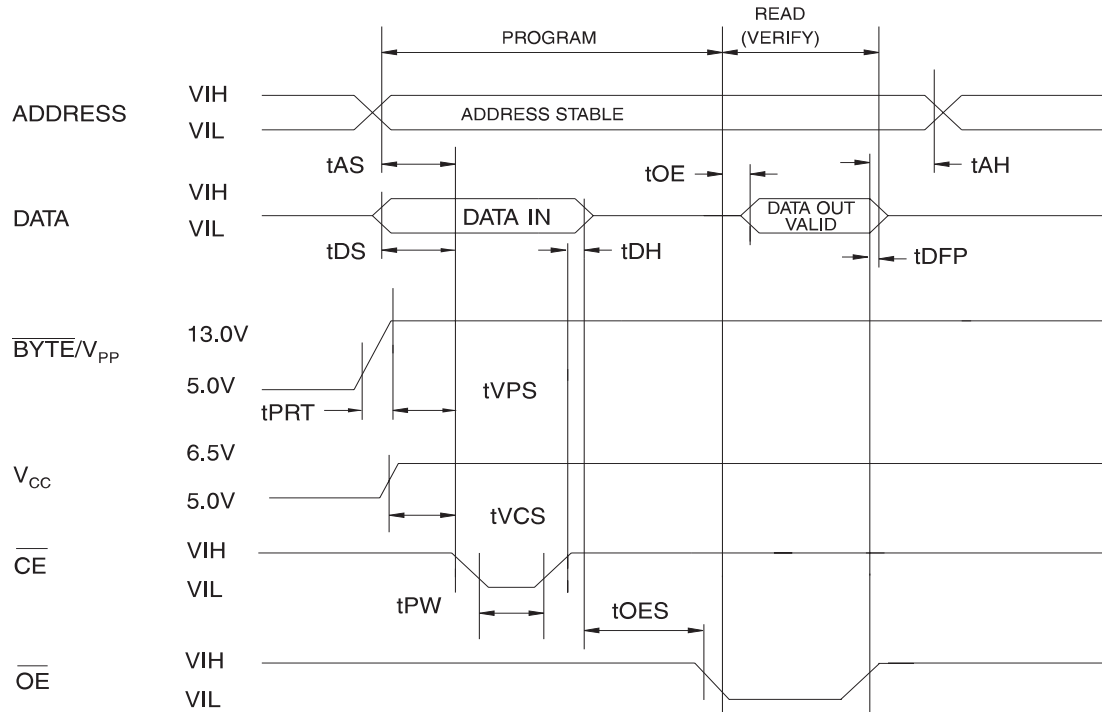 PROGRAM
READ
(VERIFY)
ADDRESS
VIH
VIL
ADDRESS STABLE
tAS
tOE
tAH
DATA
VIH
VIL
DATA IN
DATA OUT
VALID
tDS
tDH
tDFP
BYTE/VPP
13.0V
5.0V
tPRT
tVPS
VCC
6.5V
5.0V
tVCS
CE
VIH
VIL
tPW
tOES
OE
VIH
VIL